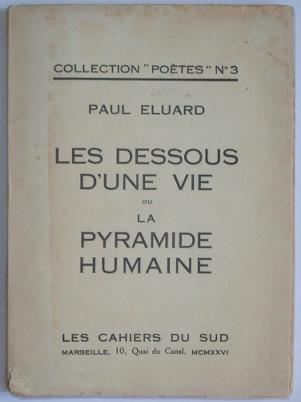 COLLECTION "POÈTES" Nº 3
PAUL ELUARD
LES DESSOUS
D'UNE VIE
OU
LA
PYRAMIDE
HUMAINE
LES CAHIERS DU SUD
MARSEILLE, 10, Quai du Canal, MCMXXVI